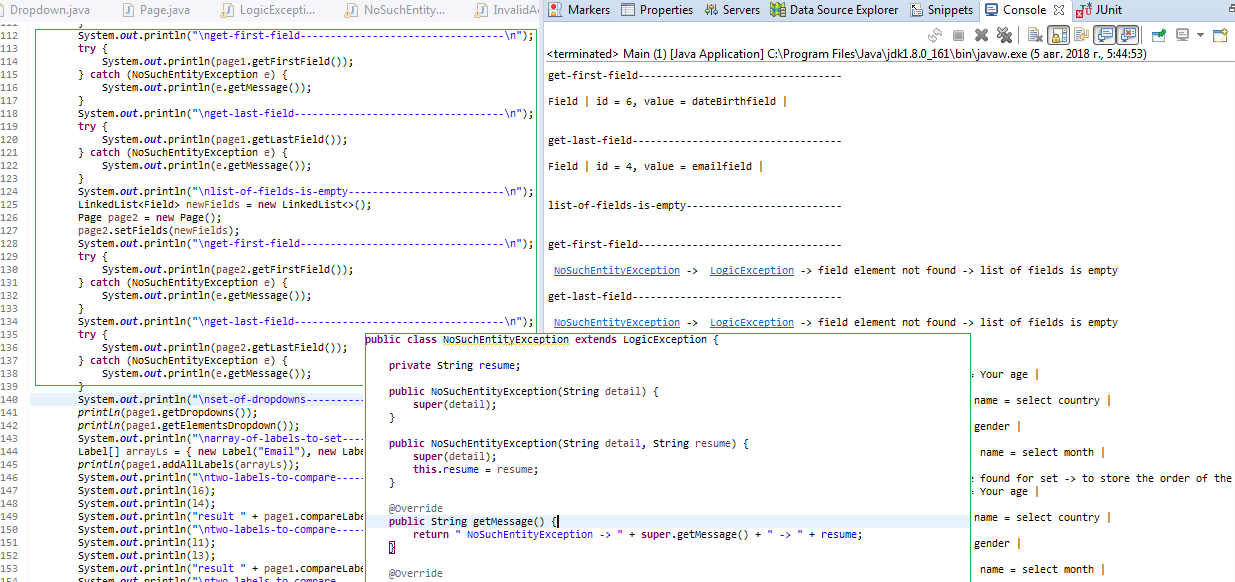 Dropdown.java
Page.java
LogicExcepti...
NoSuchEntity...
InvalidA
Markers
Properties
Servers
Data Source Explorer
Snippets
Console
JUnit
<terminated> Main (1) [Java Application] C:\Program Files\Java\jdk1.8.0_161\bin\javaw.exe (5 авг. 2018 г., 5:44:53)
112 System.out.println("\nget-first-field----------------------------------\n");
113 try {
114 System.out.println(page1.getFirstField());
115 } catch (NoSuchEntityException e) {
116 System.out.println(e.getMessage());
117 }
118 System.out.println("\nget-last-field-----------------------------------\n");
119 try {
120 System.out.println(page1.getLastField());
121 } catch (NoSuchEntityException e) {
122 System.out.println(e.getMessage());
123 }
124 System.out.println("\nlist-of-fields-is-empty--------------------------\n");
125 LinkedList<Field> newFields = new LinkedList<>();
126 Page page2 = new Page();
127 page2.setFields(newFields);
128 System.out.println("\nget-first-field----------------------------------\n");
129 try {
130 System.out.println(page2.getFirstField());
131 } catch (NoSuchEntityException e) {
132 System.out.println(e.getMessage());
133 }
134 System.out.println("\nget-last-field-----------------------------------\n");
135 try {
136 System.out.println(page2.getLastField());
137 } catch (NoSuchEntityException e) {
138 System.out.println(e.getMessage());
139 }
140 System.out.println("\nset-of-dropdowns----------
141 println(page1.getDropdowns());
142 println(page1.getElementsDropdown());
143 System.out.println("\narray-of-labels-to-set----
144 Label[] arrayLs = { new Label("Email"), new Labe
145 println(page1.addAllLabels(arrayLs));
146 System.out.println("\ntwo-labels-to-compare-----
147 System.out.println(l6);
148 System.out.println(l4);
149 System.out.println("result " + page1.compareLabe
150 System.out.println("\ntwo-labels-to-compare-----
151 System.out.println(l1);
152 System.out.println(l3);
153 System.out.println("result " + page1.compareLabe
154 System.out.println("\ntwo-labels-to-compare
get-first-field----------------------------------
Field | id = 6, value = dateBirthfield |
get-last-field-----------------------------------
Field | id = 4, value = emailfield |
list-of-fields-is-empty--------------------------
get-first-field----------------------------------
NoSuchEntityException -> LogicException -> field element not found -> list of fields is empty
get-last-field-----------------------------------
NoSuchEntityException -> LogicException -> field element not found -> list of fields is empty
public class NoSuchEntityException extends LogicException {
private String resume;
public NoSuchEntityException(String detail) {
super(detail);
}
public NoSuchEntityException(String detail, String resume) {
super(detail);
this.resume = resume;
}
@Override
public String getMessage() {
return " NoSuchEntityException -> " + super.getMessage() + " -> " + resume;
}
@Override
= Your age |
name = select country |
gender |
name = select month |
found for set -> to store the order of the
= Your age |
name = select country |
gender |
name = select month |